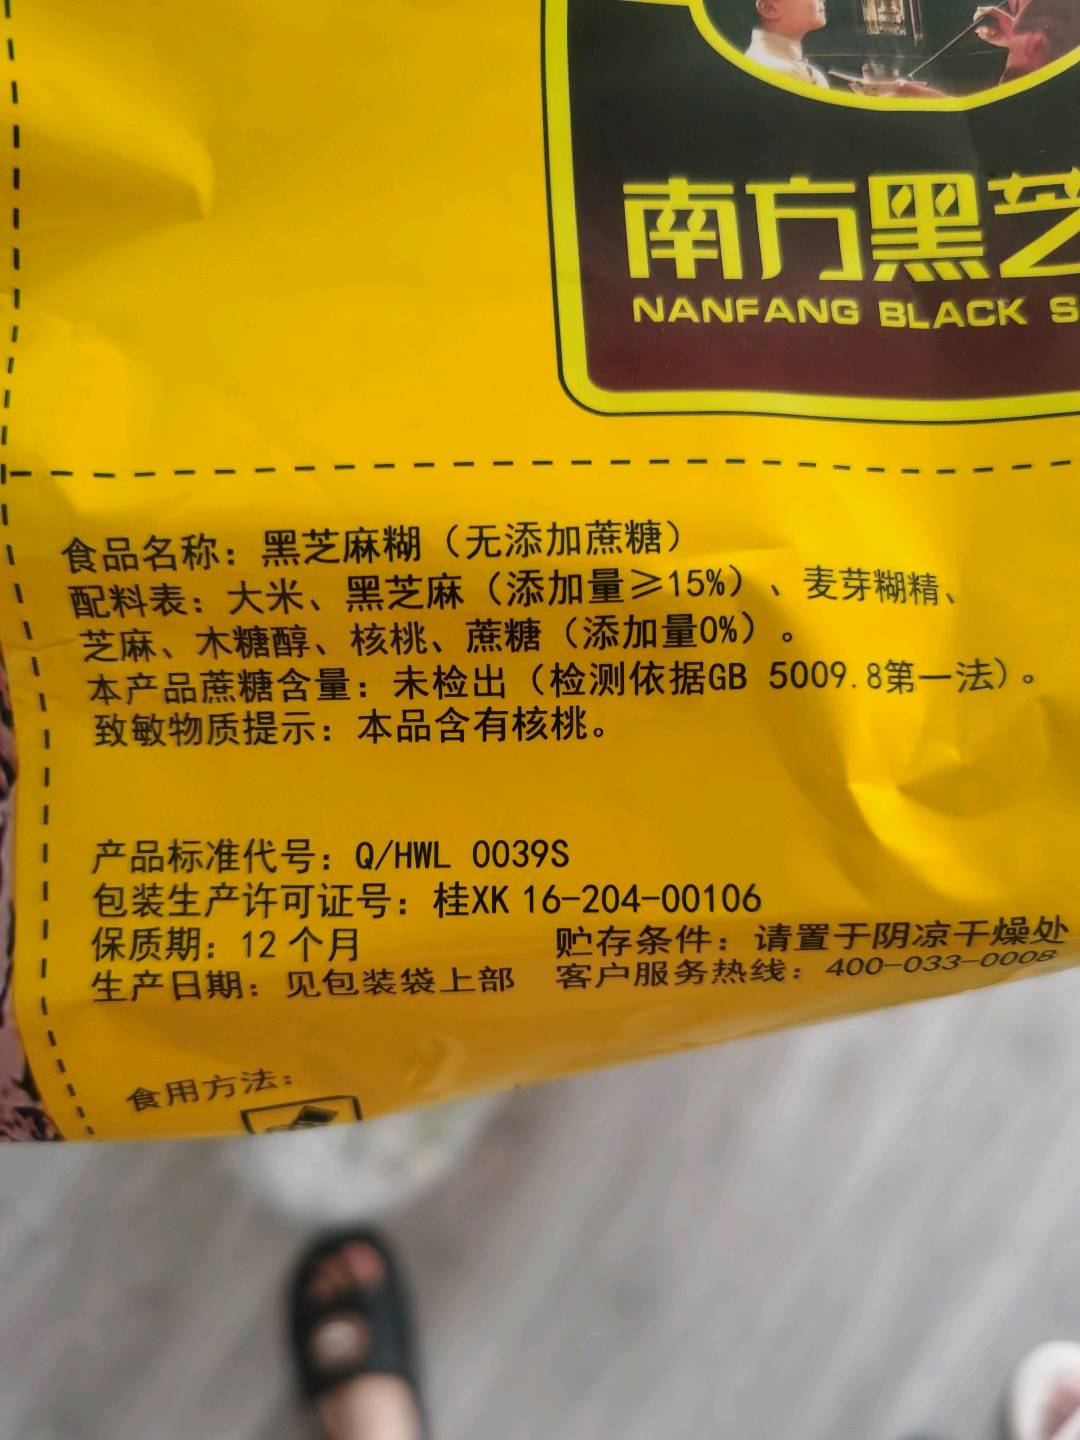 南方黑芝
NANFANG BLACK S
食品名称：黑芝麻糊（无添加蔗糖）
配料表：大米、黑芝麻（添加量≥15%）、麦芽糊精、
芝麻、木糖醇、核桃、蔗糖（添加量0%）。
本产品蔗糖含量：未检出（检测依据GB 5009.8第一法）。
致敏物质提示：本品含有核桃。
产品标准代号：Q/HWL 0039S
包装生产许可证号：桂XK 16-204-00106
保质期：12个月 贮存条件：请置于阴凉干燥处
生产日期：见包装袋上部 客户服务热线：400-033-0008
食用方法：